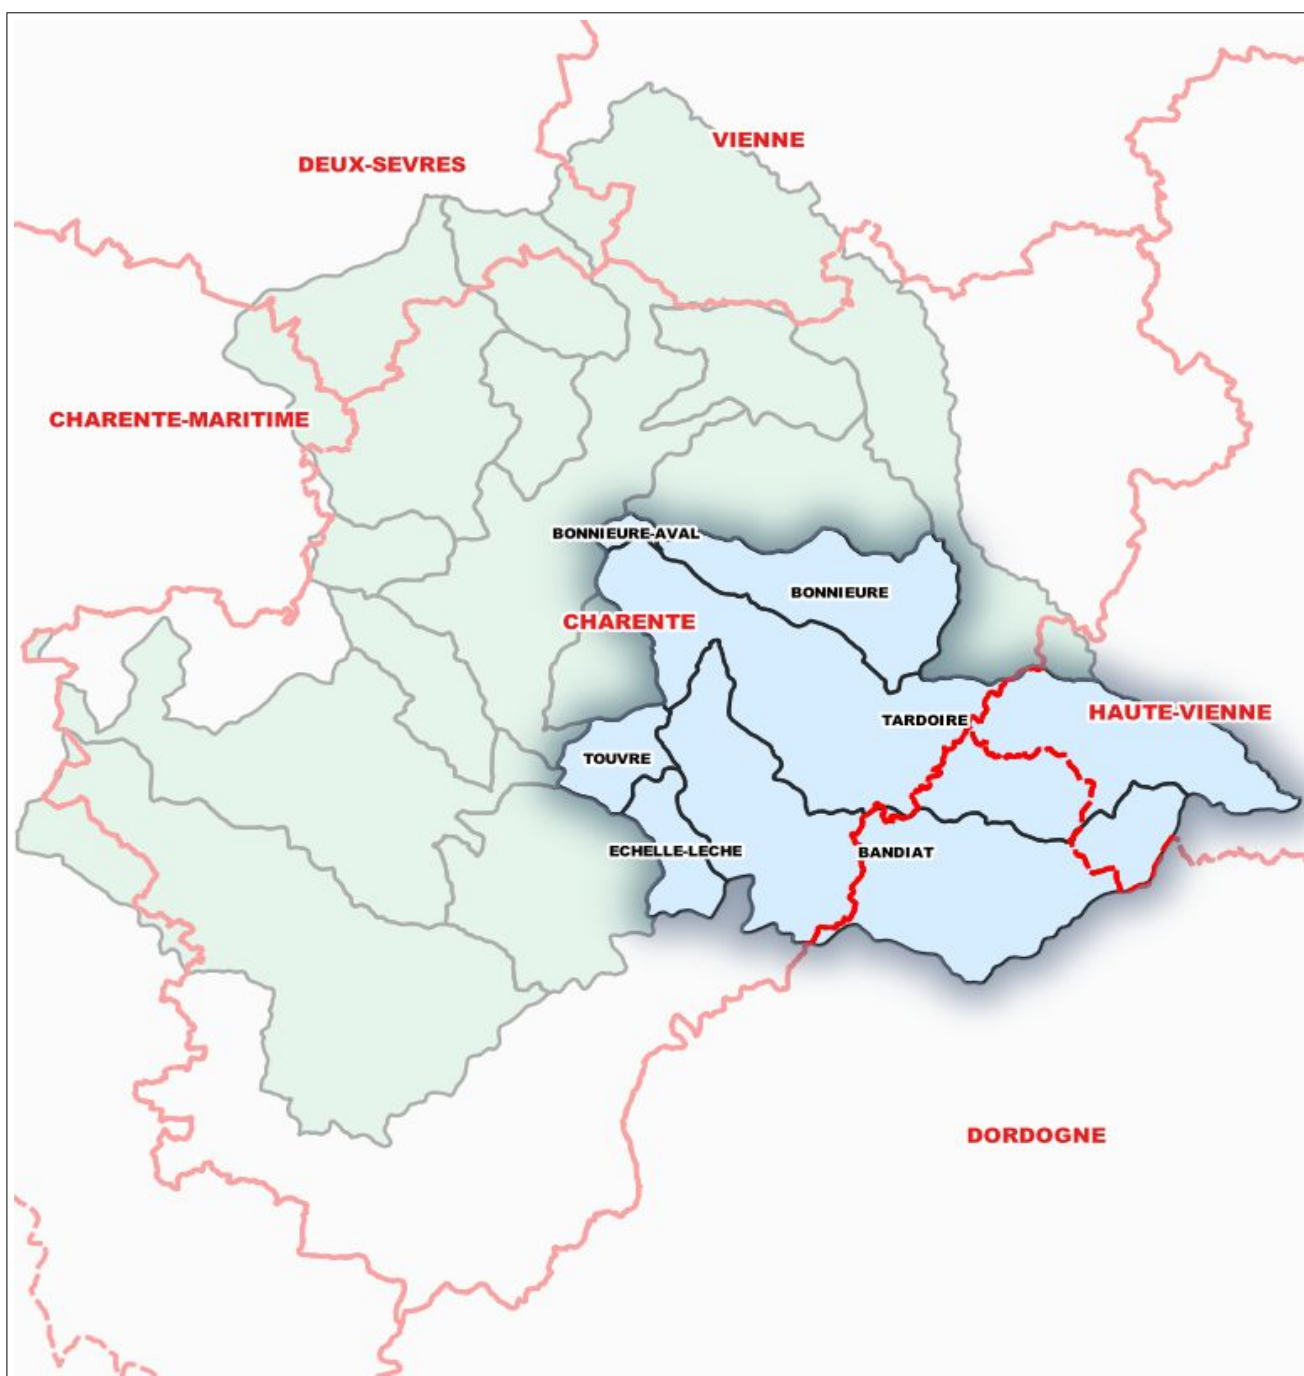 VIENNE
DEUX-SEVRES
CHARENTE-MARITIME
BONNIEURE-AVAL
BONNIEURE
CHARENTE
HAUTE-VIENNE
TARDOIRE
TOUVRE
ECHELLE-LECHE
BANDIAT
DORDOGNE